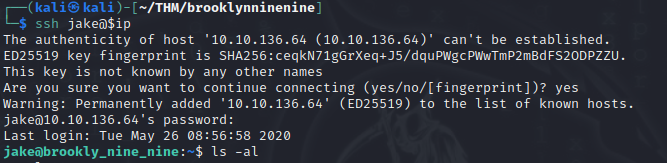 ┌──(kali㉿kali)-[~/THM/brooklynninenine]
└─$ ssh jake@$ip
The authenticity of host '10.10.136.64 (10.10.136.64)' can't be established.
ED25519 key fingerprint is SHA256:ceqkN71gGrXeq+J5/dquPWgcPWwTmP2mBdFS2ODPZZU.
This key is not known by any other names
Are you sure you want to continue connecting (yes/no/[fingerprint])? yes
Warning: Permanently added '10.10.136.64' (ED25519) to the list of known hosts.
jake@10.10.136.64's password:
Last login: Tue May 26 08:56:58 2020
jake@brookly_nine_nine:~$ ls -al